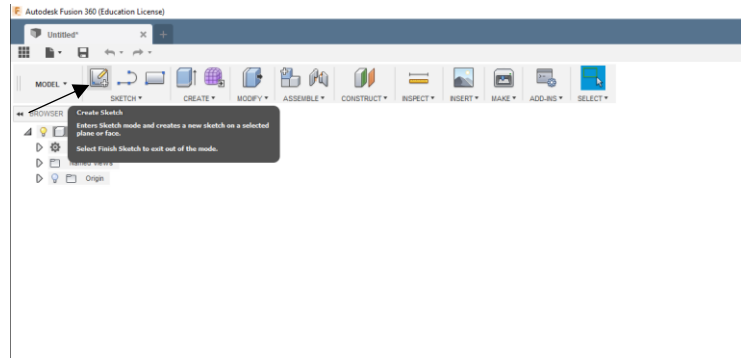 Autodesk Fusion 360 (Education License)
Untitled*
MODEL
SKETCH
CREATE
MODIFY
ASSEMBLE
CONSTRUCT
INSPECT
INSERT
MAKE
ADD-INS
SELECT
BROWSER
Create Sketch
Enters Sketch mode and creates a new sketch on a selected
plane or face.
Select Finish Sketch to exit out of the mode.
Named Views
Origin